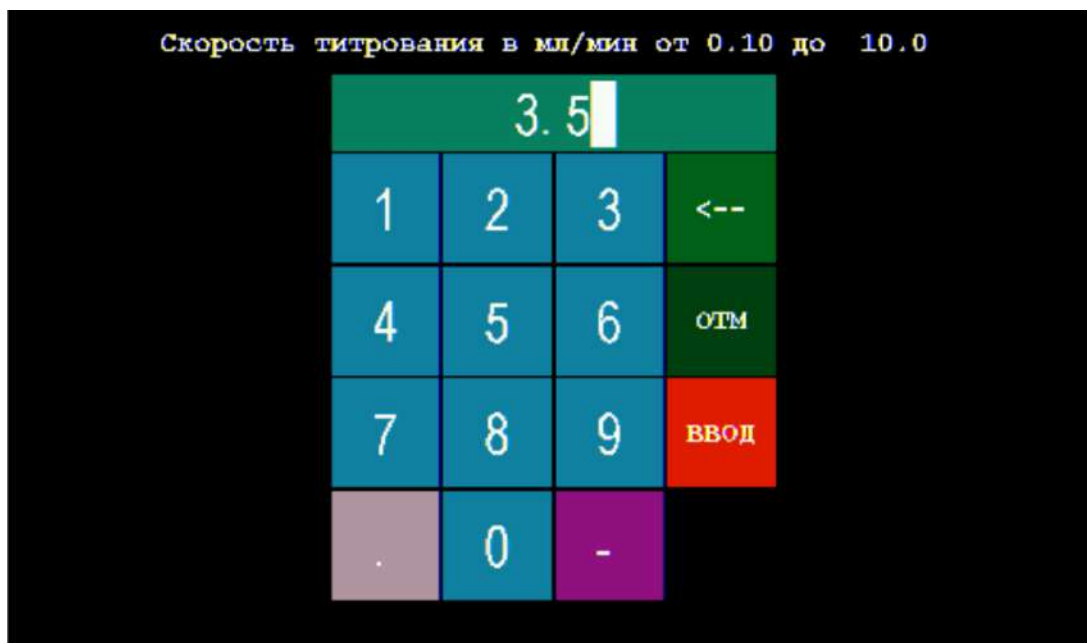 Скорость титрования в мл/мин от 0.10 до 10.0
3.5
1 2 3 <--
4 5 6 ОТМ
7 8 9 ВВОД
. 0 -